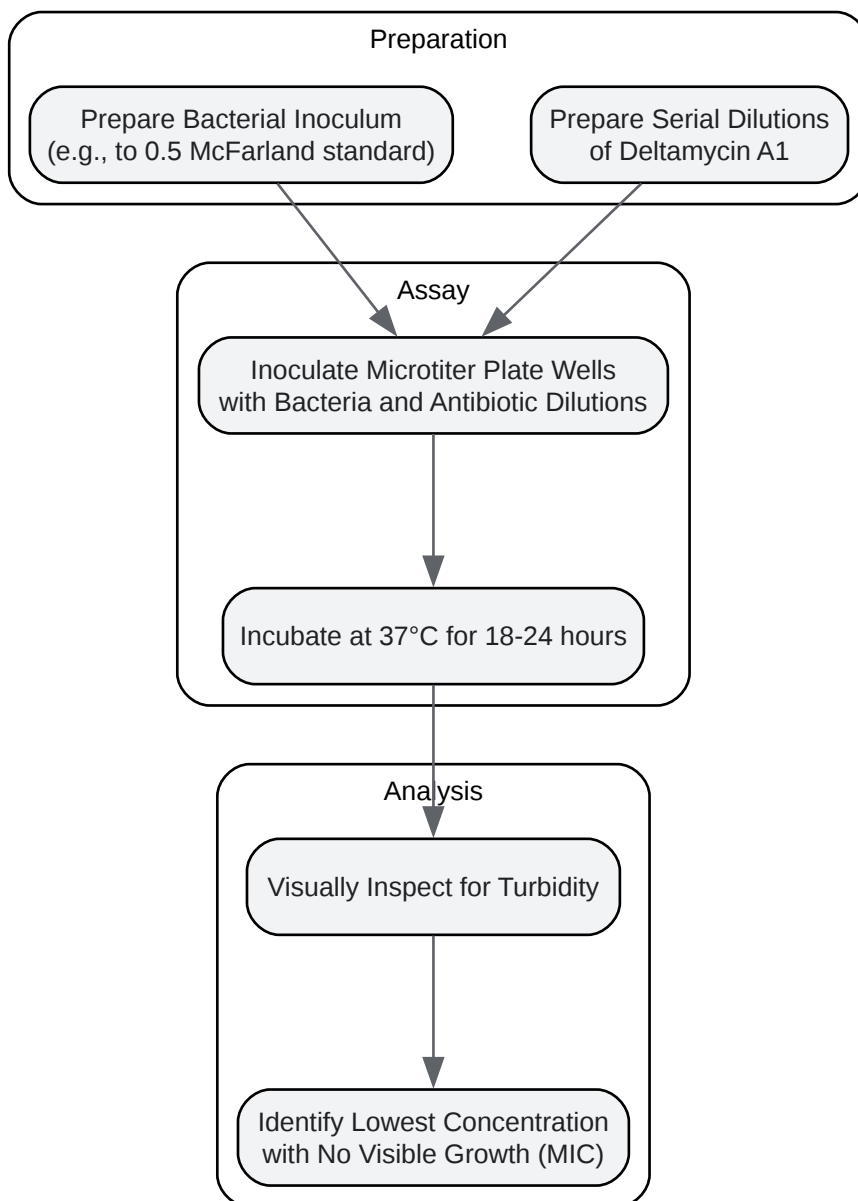 Preparation
Prepare Bacterial Inoculum
(e.g., to 0.5 McFarland standard)
Prepare Serial Dilutions
of Deltamycin A1
Assay
Inoculate Microtiter Plate Wells
with Bacteria and Antibiotic Dilutions
Incubate at 37°C for 18-24 hours
Analysis
Visually Inspect for Turbidity
Identify Lowest Concentration
with No Visible Growth (MIC)